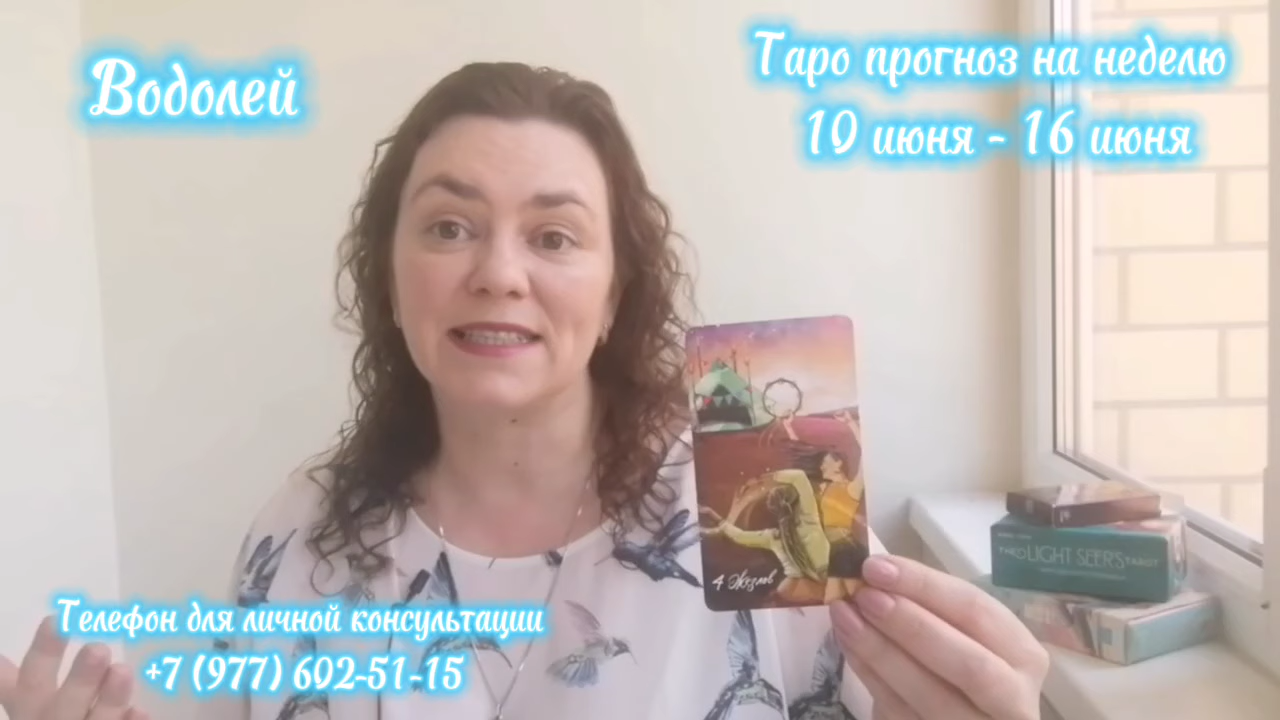 Водолей
Таро прогноз на неделю
10 июня - 16 июня
4 Жезлов
LIGHT SEER'S TAROT
Телефон для личной консультации
+7 (977) 602-51-15